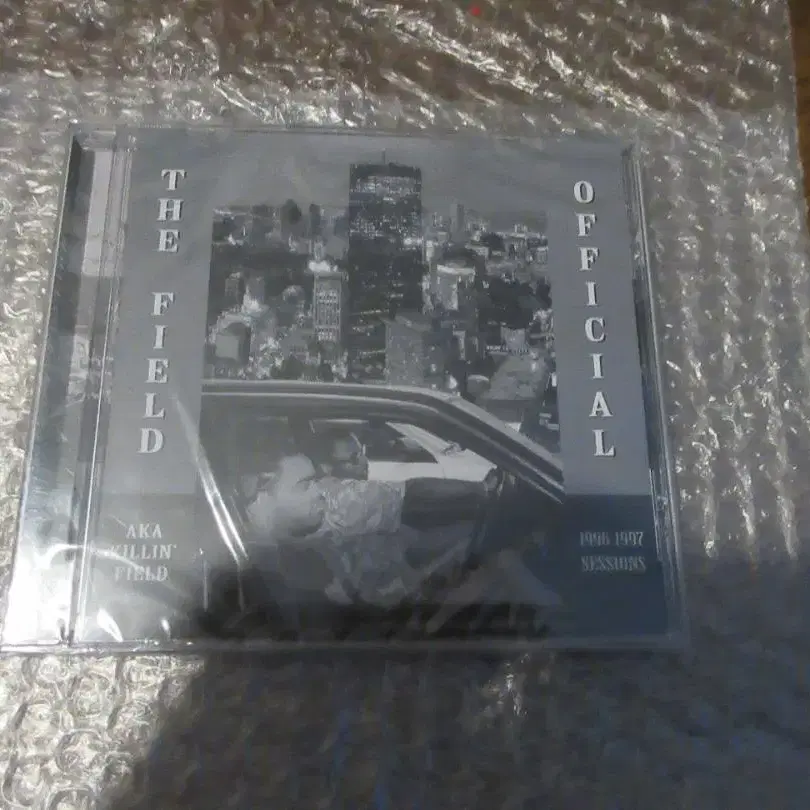 THE FIELD
OFFICIAL
AKA
KILLIN'
FIELD
1996 1997
SESSIONS